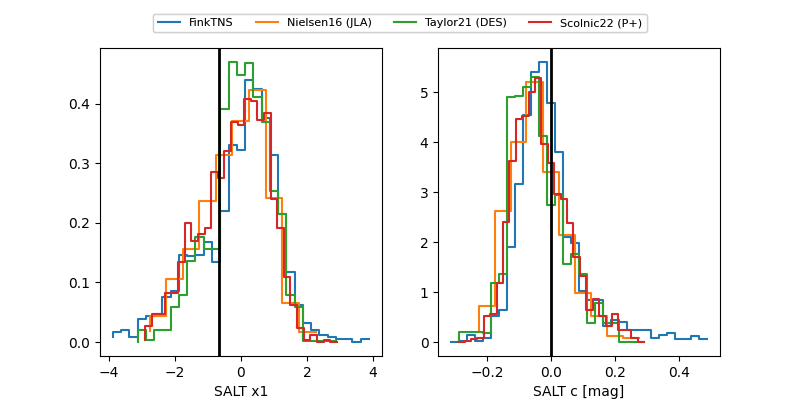 FinkTNS Nielsen16 (JLA) Taylor21 (DES) Scolnic22 (P+)
0.4
0.3
0.2
0.1
0.0
−4 −2 0 2 4
SALT x1
5
4
3
2
1
0
−0.2 0.0 0.2 0.4
SALT c [mag]